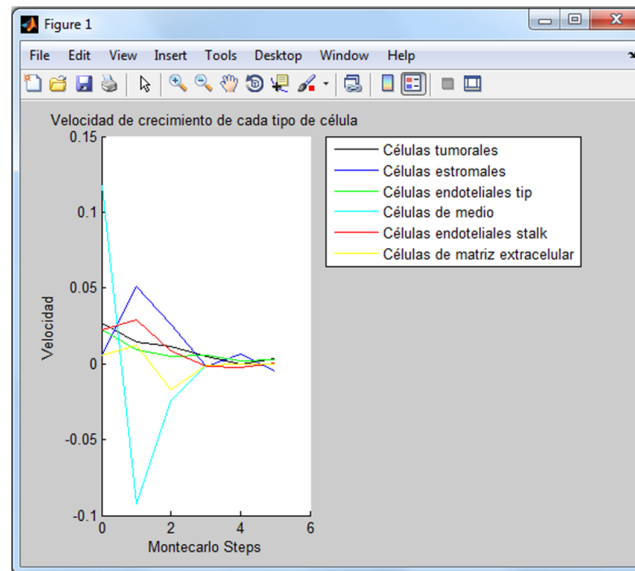 Figure 1
File Edit View Insert Tools Desktop Window Help
Velocidad de crecimiento de cada tipo de célula
0.15
0.1
0.05
0
-0.05
-0.1
Velocidad
0 2 4 6
Montecarlo Steps
Células tumorales
Células estromales
Células endoteliales tip
Células de medio
Células endoteliales stalk
Células de matriz extracelular